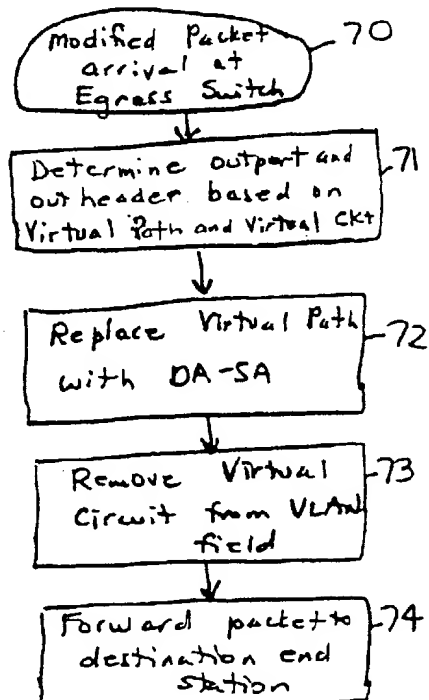 Modified Packet
arrival at
Egress Switch
70
Determine outport and
outheader based on
Virtual Path and Virtual Ckt
71
Replace Virtual Path
with DA-SA
72
Remove Virtual
Circuit from VLAN
field
73
Forward packet to
destination end
station
74